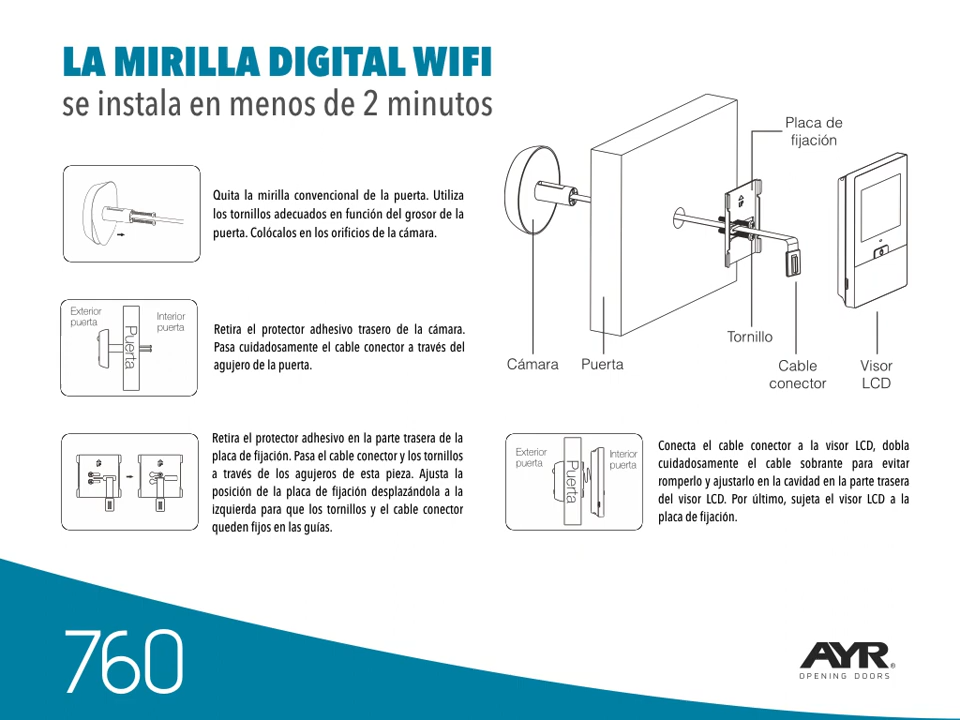 LA MIRILLA DIGITAL WIFI
se instala en menos de 2 minutos
Quita la mirilla convencional de la puerta. Utiliza
los tornillos adecuados en función del grosor de la
puerta. Colócalos en los orificios de la cámara.
Exterior
puerta
Puerta
Interior
puerta
Retira el protector adhesivo trasero de la cámara.
Pasa cuidadosamente el cable conector a través del
agujero de la puerta.
Retira el protector adhesivo en la parte trasera de la
placa de fijación. Pasa el cable conector y los tornillos
a través de los agujeros de esta pieza. Ajusta la
posición de la placa de fijación desplazándola a la
izquierda para que los tornillos y el cable conector
queden fijos en las guías.
Placa de
fijación
Tornillo
Cámara
Puerta
Cable
conector
Visor
LCD
Exterior
puerta
Puerta
Interior
puerta
Conecta el cable conector a la visor LCD, dobla
cuidadosamente el cable sobrante para evitar
romperlo y ajustarlo en la cavidad en la parte trasera
del visor LCD. Por último, sujeta el visor LCD a la
placa de fijación.
760
AYR®
OPENING DOORS